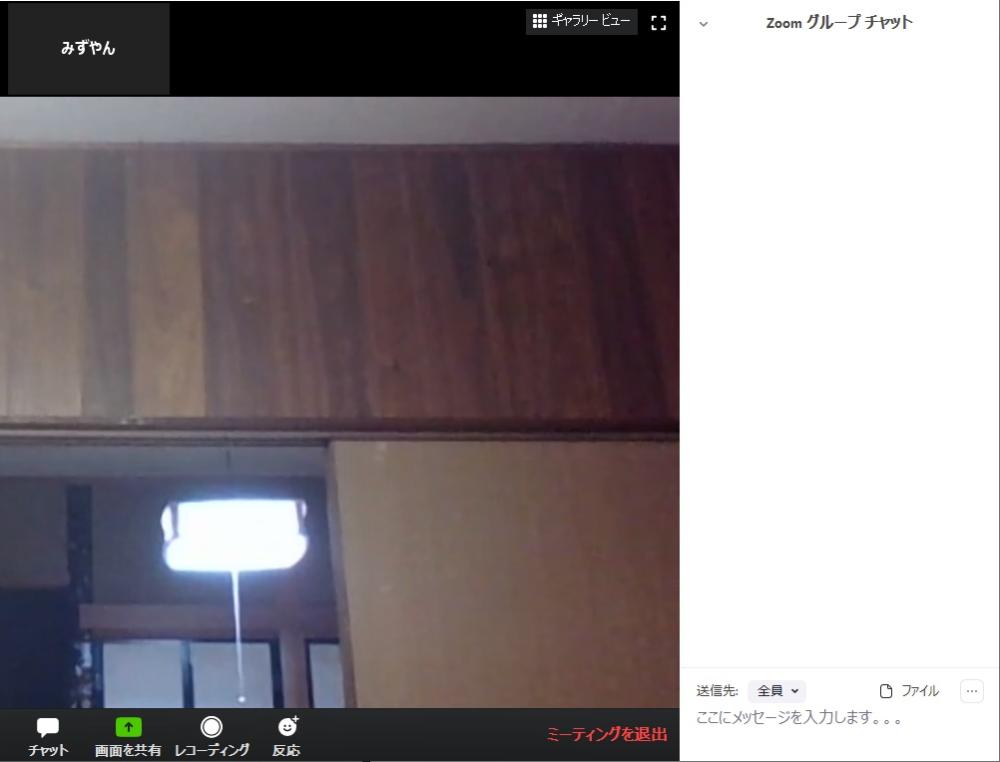 みずやん
ギャラリー ビュー
Zoom グループ チャット
送信先: 全員 ファイル ...
ここにメッセージを入力します。。。
チャット 画面を共有 レコーディング 反応 ミーティングを退出